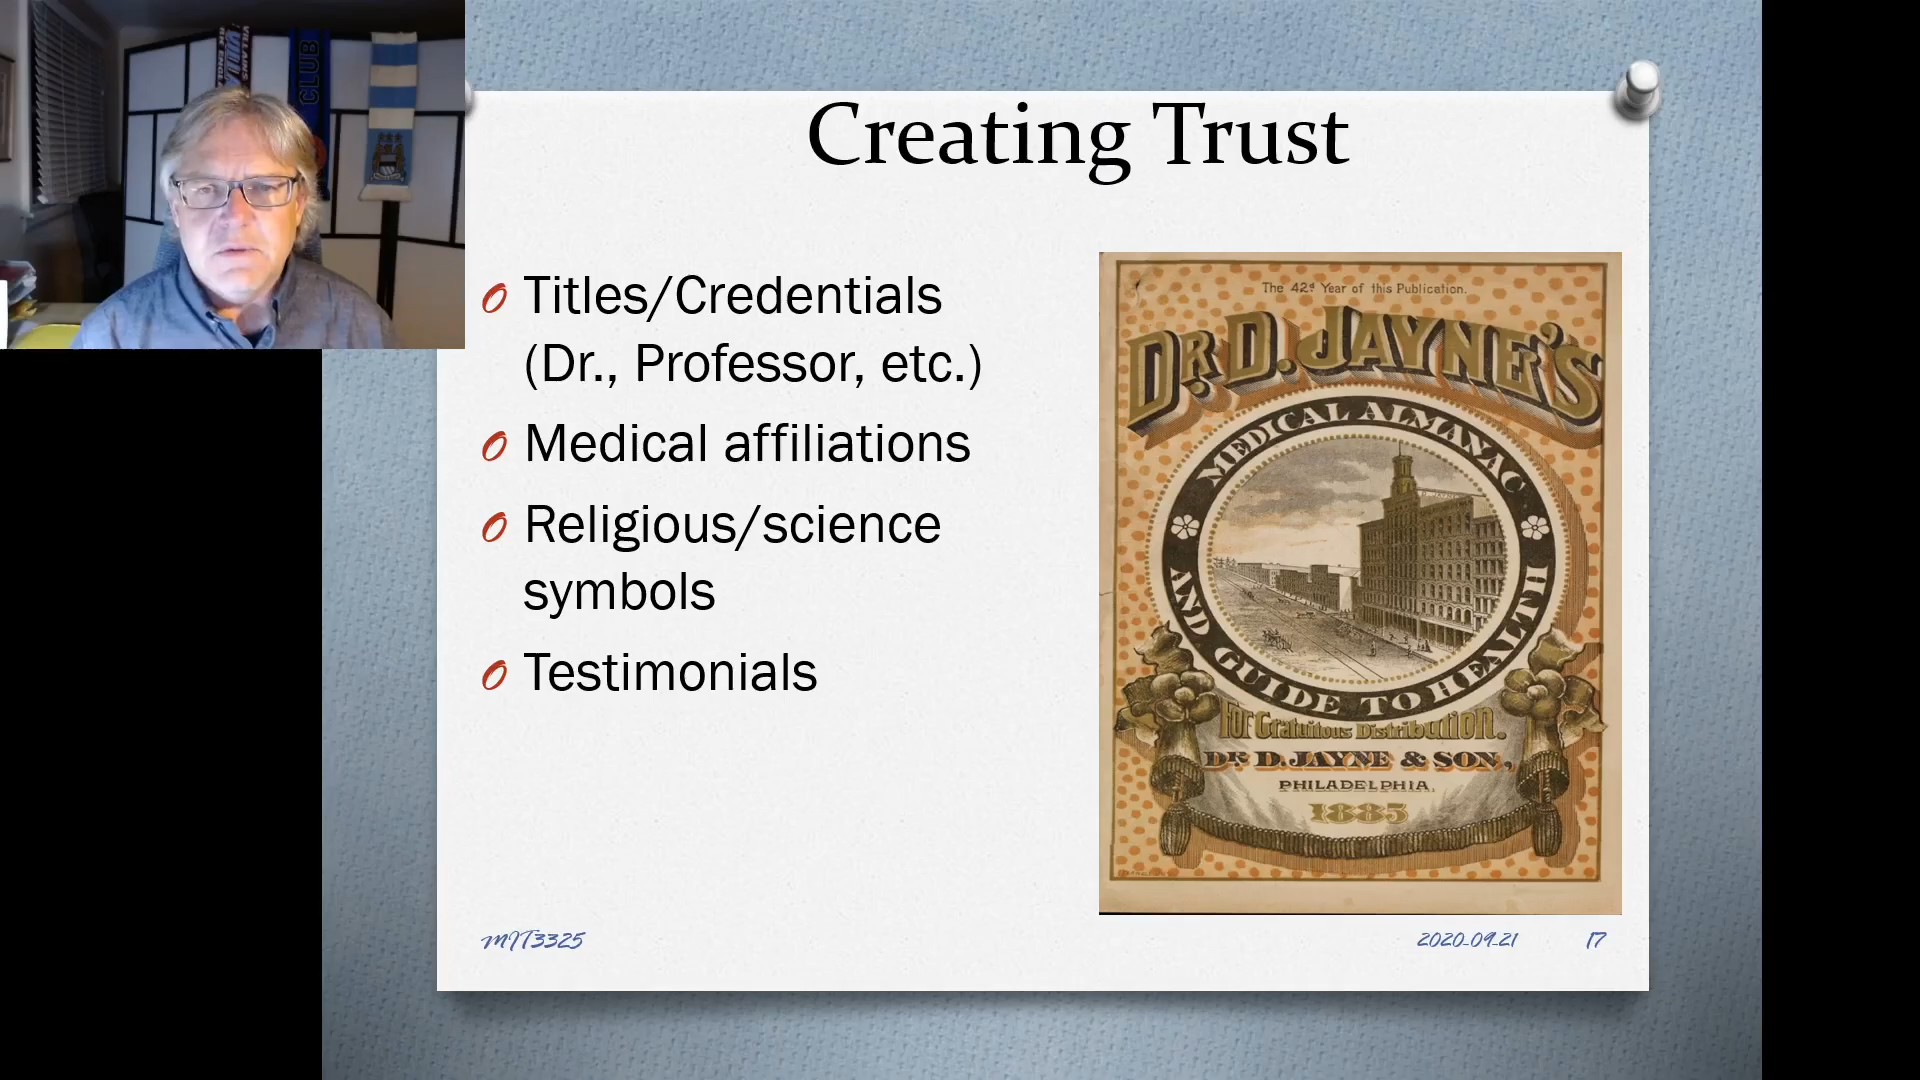 Creating Trust
Titles/Credentials
(Dr., Professor, etc.)
Medical affiliations
Religious/science
symbols
Testimonials
The 42d Year of this Publication.
DR. D. JAYNE'S
MEDICAL ALMANAC
AND GUIDE TO HEALTH
For Gratuitous Distribution.
DR. D. JAYNE & SON,
PHILADELPHIA.
1885
MIT3325
2020-09-21
17
CLUB